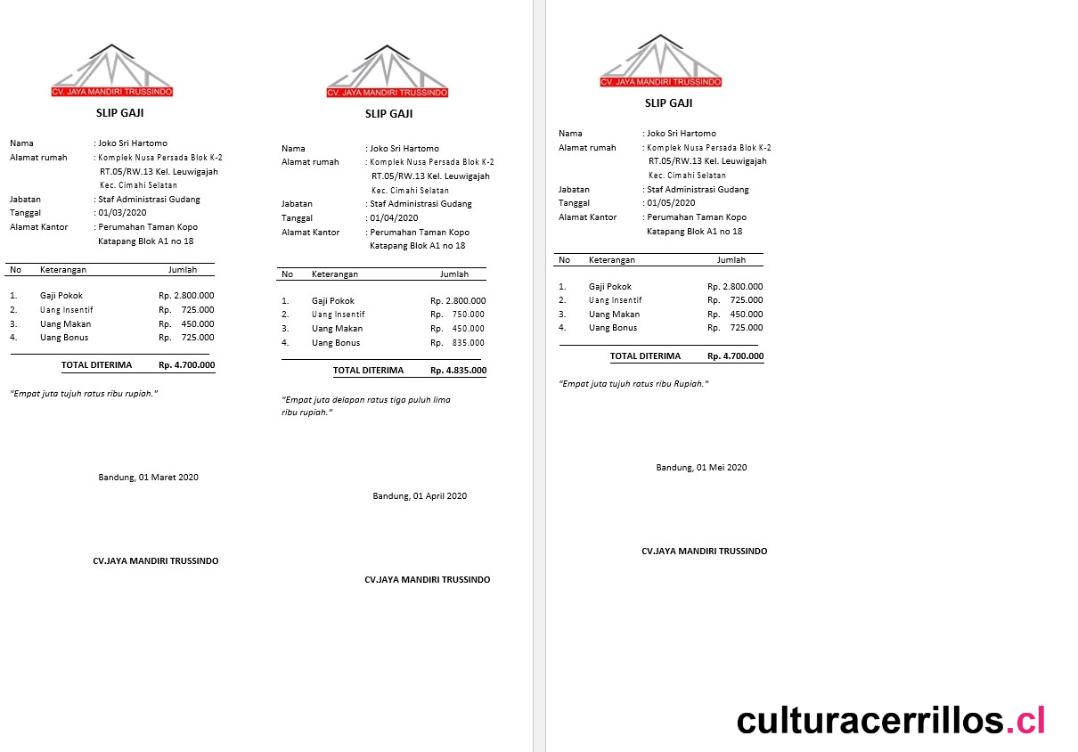 CV. JAYA MANDIRI TRUSSINDO
SLIP GAJI
Nama : Joko Sri Hartomo
Alamat rumah : Komplek Nusa Persada Blok K-2
RT.05/RW.13 Kel. Leuwigajah
Kec. Cimahi Selatan
Jabatan : Staf Administrasi Gudang
Tanggal : 01/03/2020
Alamat Kantor : Perumahan Taman Kopo
Katapang Blok A1 no 18
No Keterangan Jumlah
1. Gaji Pokok Rp. 2.800.000
2. Uang Insentif Rp. 725.000
3. Uang Makan Rp. 450.000
4. Uang Bonus Rp. 725.000
TOTAL DITERIMA Rp. 4.700.000
"Empat juta tujuh ratus ribu rupiah."
Bandung, 01 Maret 2020
CV.JAYA MANDIRI TRUSSINDO
CV. JAYA MANDIRI TRUSSINDO
SLIP GAJI
Nama : Joko Sri Hartomo
Alamat rumah : Komplek Nusa Persada Blok K-2
RT.05/RW.13 Kel. Leuwigajah
Kec. Cimahi Selatan
Jabatan : Staf Administrasi Gudang
Tanggal : 01/04/2020
Alamat Kantor : Perumahan Taman Kopo
Katapang Blok A1 no 18
No Keterangan Jumlah
1. Gaji Pokok Rp. 2.800.000
2. Uang Insentif Rp. 750.000
3. Uang Makan Rp. 450.000
4. Uang Bonus Rp. 835.000
TOTAL DITERIMA Rp. 4.835.000
"Empat juta delapan ratus tiga puluh lima
ribu rupiah."
Bandung, 01 April 2020
CV.JAYA MANDIRI TRUSSINDO
CV. JAYA MANDIRI TRUSSINDO
SLIP GAJI
Nama : Joko Sri Hartomo
Alamat rumah : Komplek Nusa Persada Blok K-2
RT.05/RW.13 Kel. Leuwigajah
Kec. Cimahi Selatan
Jabatan : Staf Administrasi Gudang
Tanggal : 01/05/2020
Alamat Kantor : Perumahan Taman Kopo
Katapang Blok A1 no 18
No Keterangan Jumlah
1. Gaji Pokok Rp. 2.800.000
2. Uang Insentif Rp. 725.000
3. Uang Makan Rp. 450.000
4. Uang Bonus Rp. 725.000
TOTAL DITERIMA Rp. 4.700.000
"Empat juta tujuh ratus ribu Rupiah."
Bandung, 01 Mei 2020
CV.JAYA MANDIRI TRUSSINDO
culturacerrillos.cl